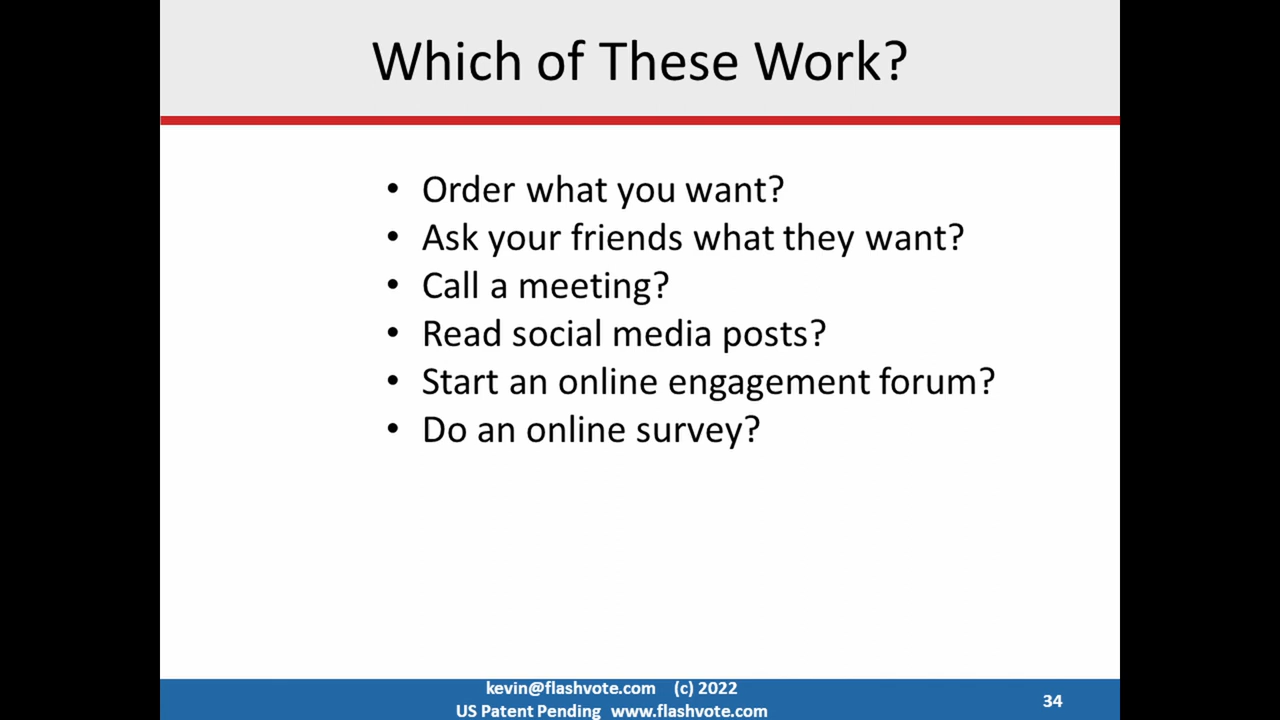 Which of These Work?
• Order what you want?
• Ask your friends what they want?
• Call a meeting?
• Read social media posts?
• Start an online engagement forum?
• Do an online survey?
kevin@flashvote.com (c) 2022
US Patent Pending www.flashvote.com
34